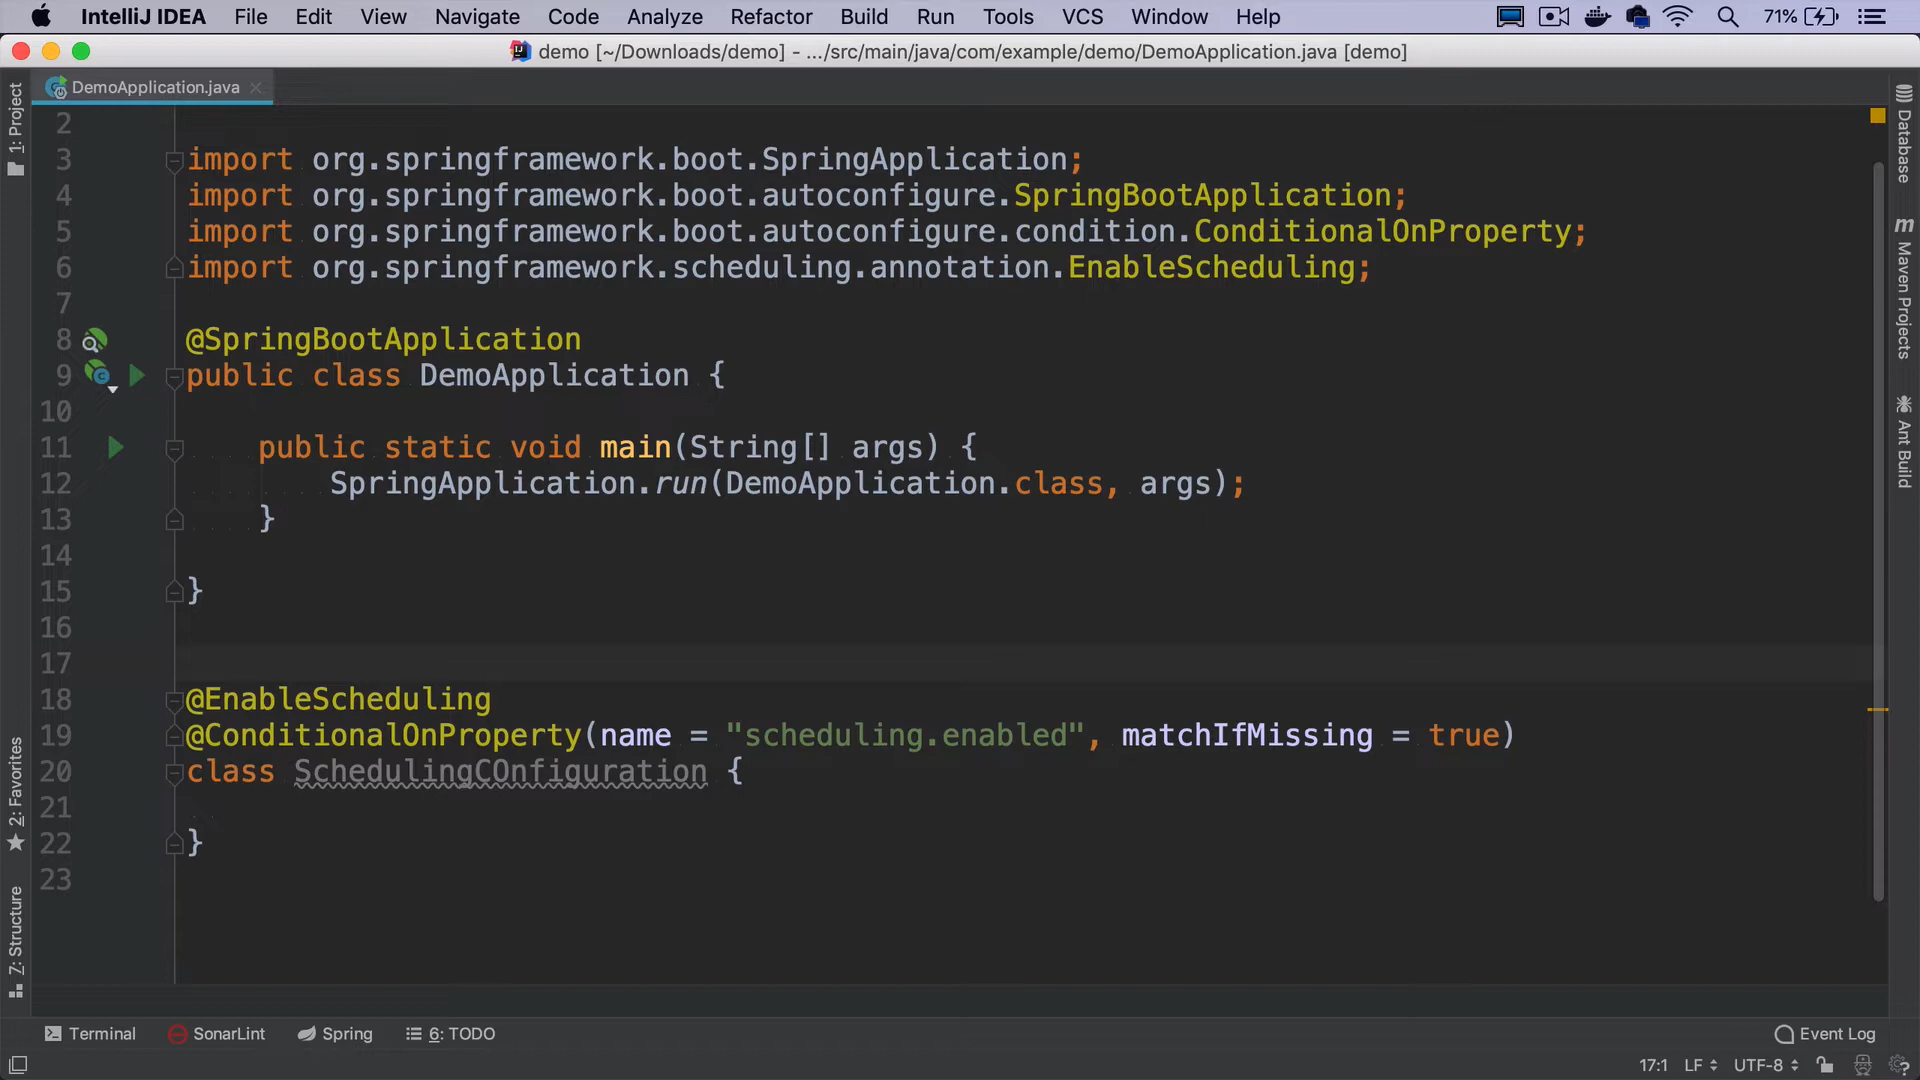 IntelliJ IDEA File Edit View Navigate Code Analyze Refactor Build Run Tools VCS Window Help 71%
demo [~/Downloads/demo] - .../src/main/java/com/example/demo/DemoApplication.java [demo]
DemoApplication.java
1: Project
2: Favorites
Z: Structure
2
3 import org.springframework.boot.SpringApplication;
4 import org.springframework.boot.autoconfigure.SpringBootApplication;
5 import org.springframework.boot.autoconfigure.condition.ConditionalOnProperty;
6 import org.springframework.scheduling.annotation.EnableScheduling;
7
8 @SpringBootApplication
9 public class DemoApplication {
10
11 public static void main(String[] args) {
12 SpringApplication.run(DemoApplication.class, args);
13 }
14
15 }
16
17
18 @EnableScheduling
19 @ConditionalOnProperty(name = "scheduling.enabled", matchIfMissing = true)
20 class SchedulingCOnfiguration {
21
22 }
23
Database
m Maven Projects
Ant Build
Terminal SonarLint Spring 6: TODO Event Log
17:1 LF UTF-8